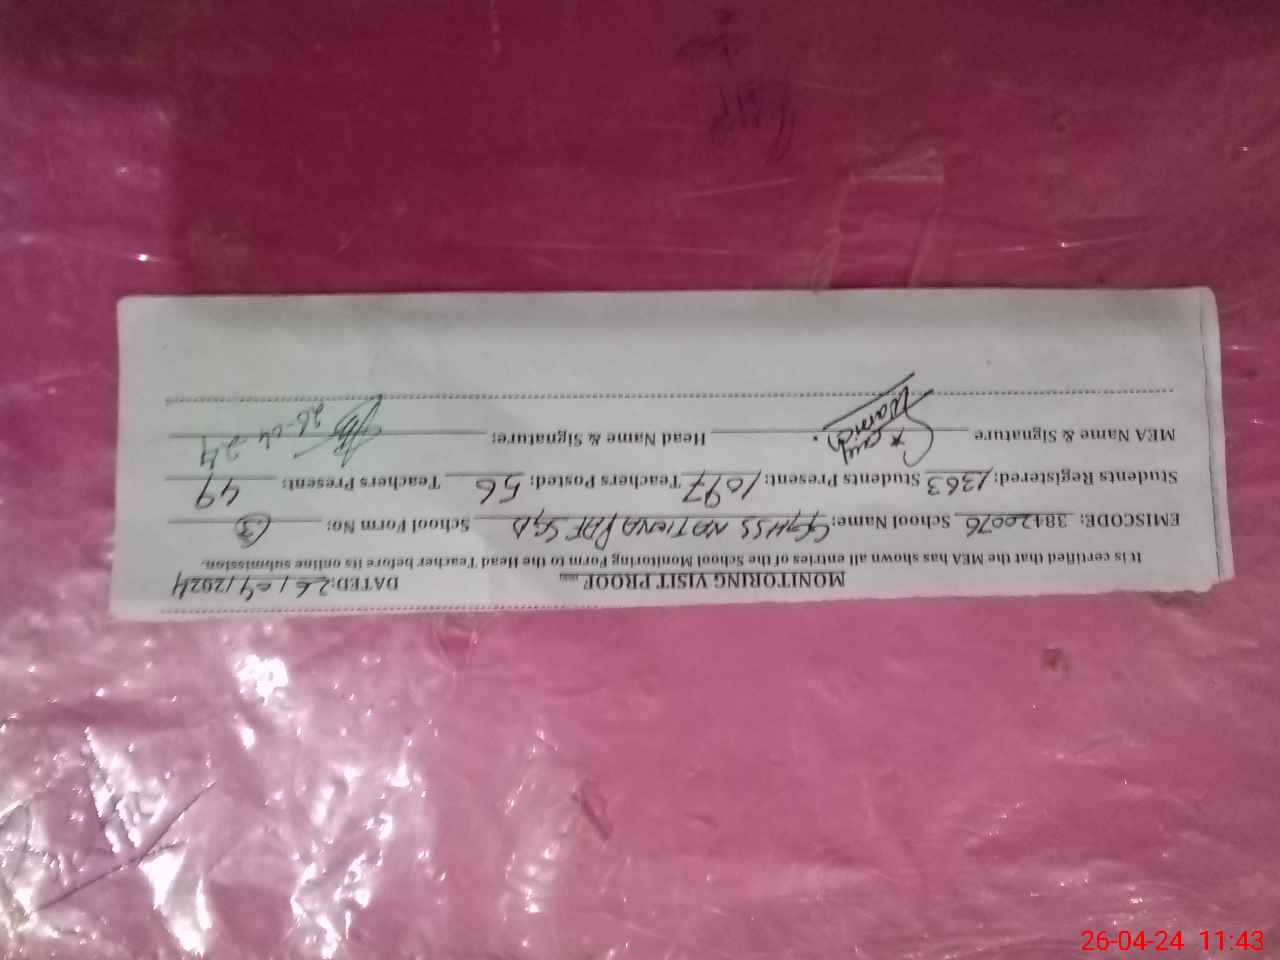 MONITORING VISIT PROOF DATED: 26/04/2024
It is certified that the MEA has shown all entries of the School Monitoring Form to the Head Teacher before its online submission.
EMISCODE: 38420076 School Name: GGHSS NATIONAL PAF SGD School Form No: 63
Students Registered: 1363 Students Present: 1097 Teachers Posted: 56 Teachers Present: 49
MEA Name & Signature Head Name & Signature: 26-04-24
26-04-24 11:43